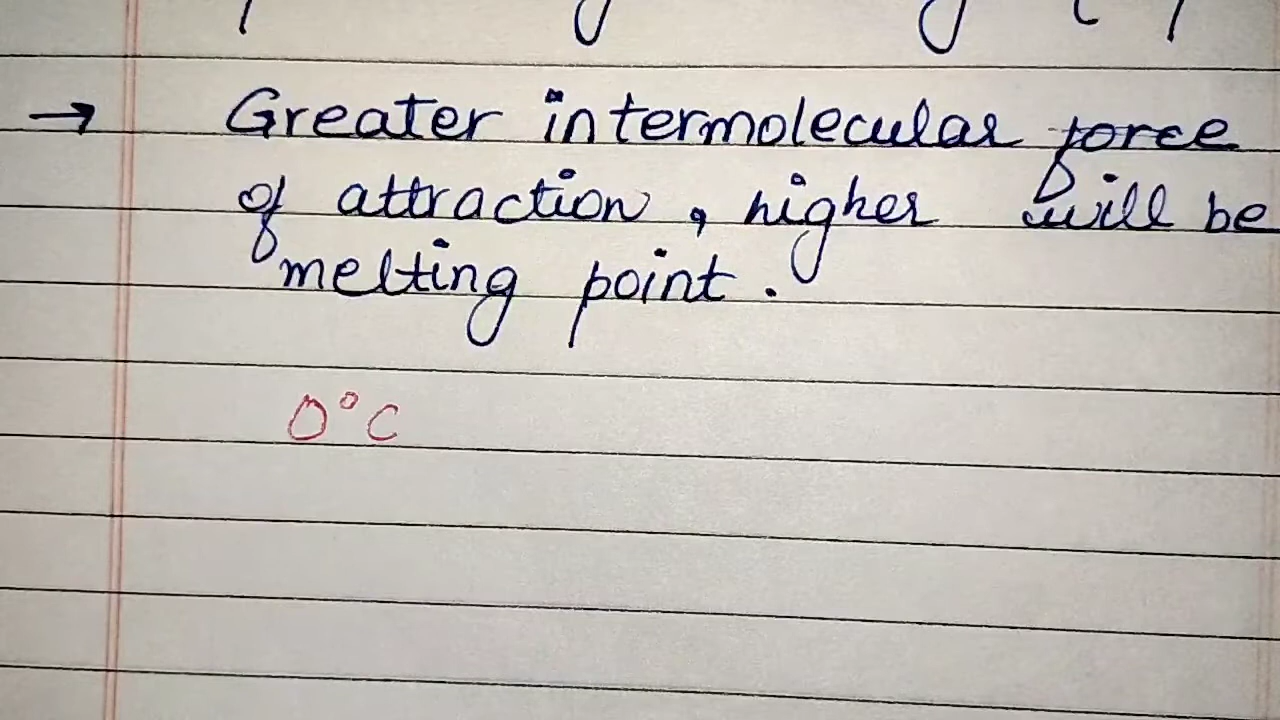 → Greater intermolecular force
of attraction, higher will be
melting point.
0°C